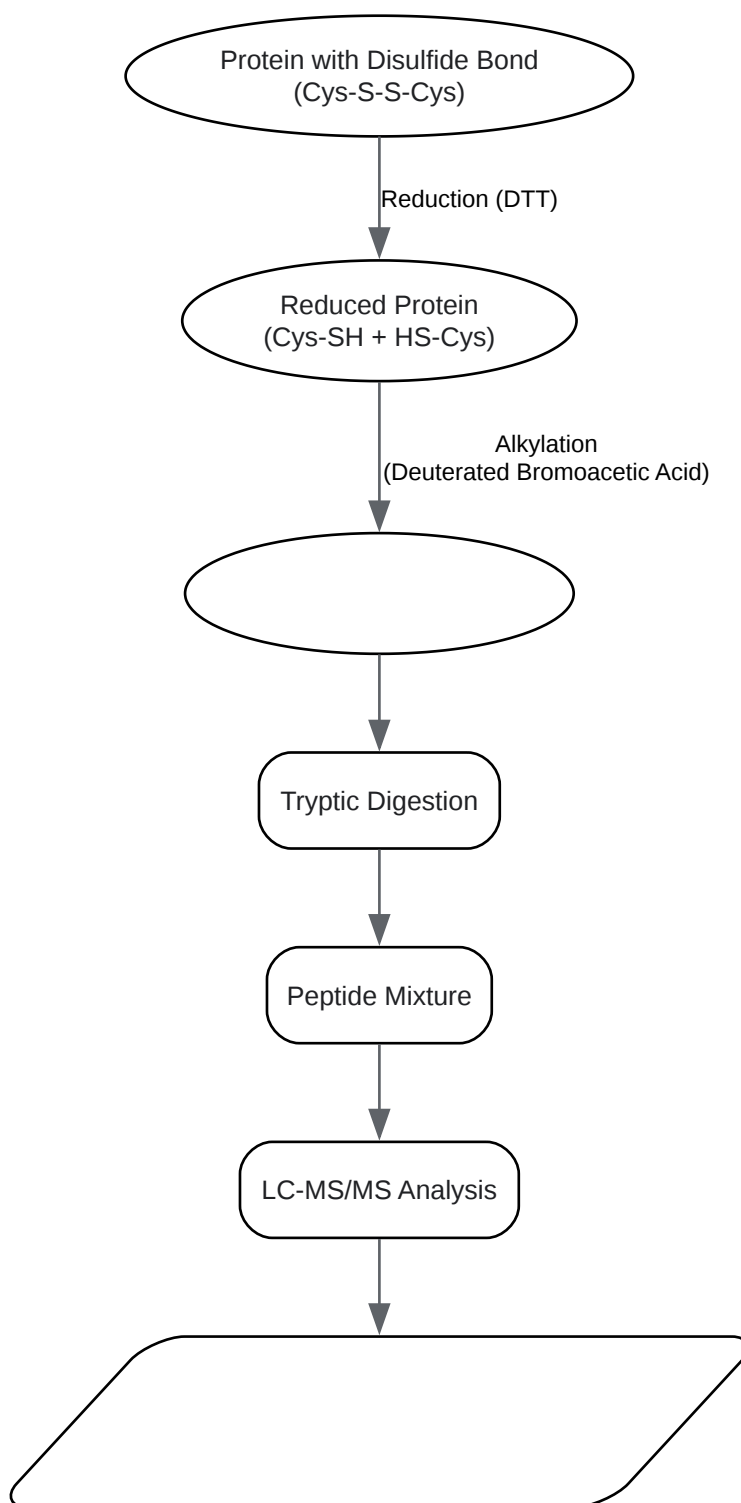 Protein with Disulfide Bond
(Cys-S-S-Cys)
Reduction (DTT)
Reduced Protein
(Cys-SH + HS-Cys)
Alkylation
(Deuterated Bromoacetic Acid)
Tryptic Digestion
Peptide Mixture
LC-MS/MS Analysis